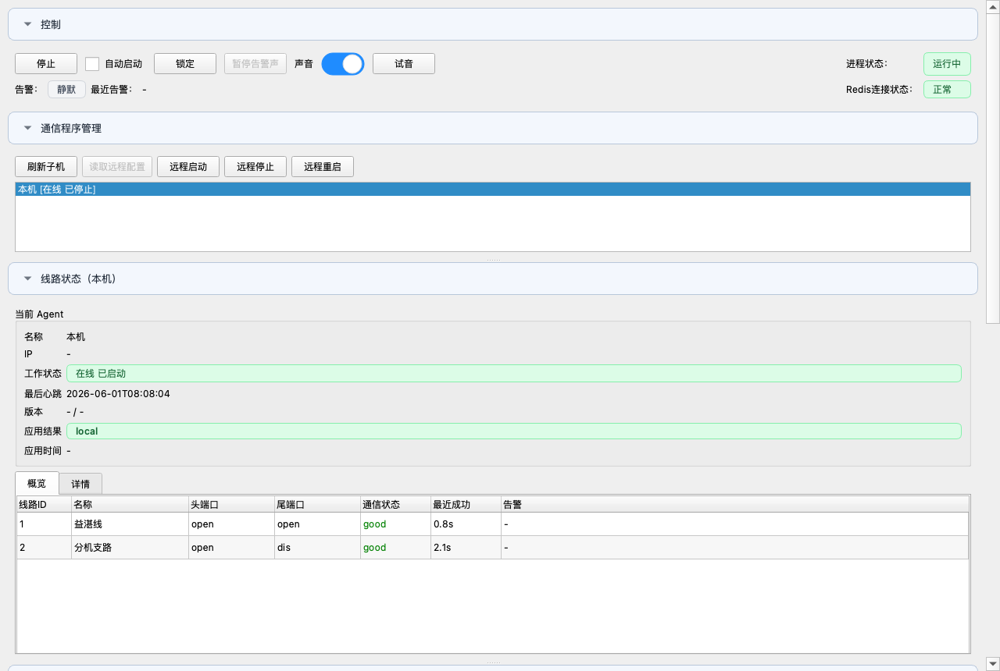 控制
停止 自动启动 锁定 暂停告警声 声音 试音 进程状态: 运行中
告警: 静默 最近告警: - Redis连接状态: 正常
通信程序管理
刷新子机 读取远程配置 远程启动 远程停止 远程重启
本机 [在线 已停止]
线路状态（本机）
当前 Agent
名称 本机
IP -
工作状态 在线 已启动
最后心跳 2026-06-01T08:08:04
版本 - / -
应用结果 local
应用时间 -
概览 详情
线路ID 名称 头端口 尾端口 通信状态 最近成功 告警
1 益湛线 open open good 0.8s -
2 分机支路 open dis good 2.1s -